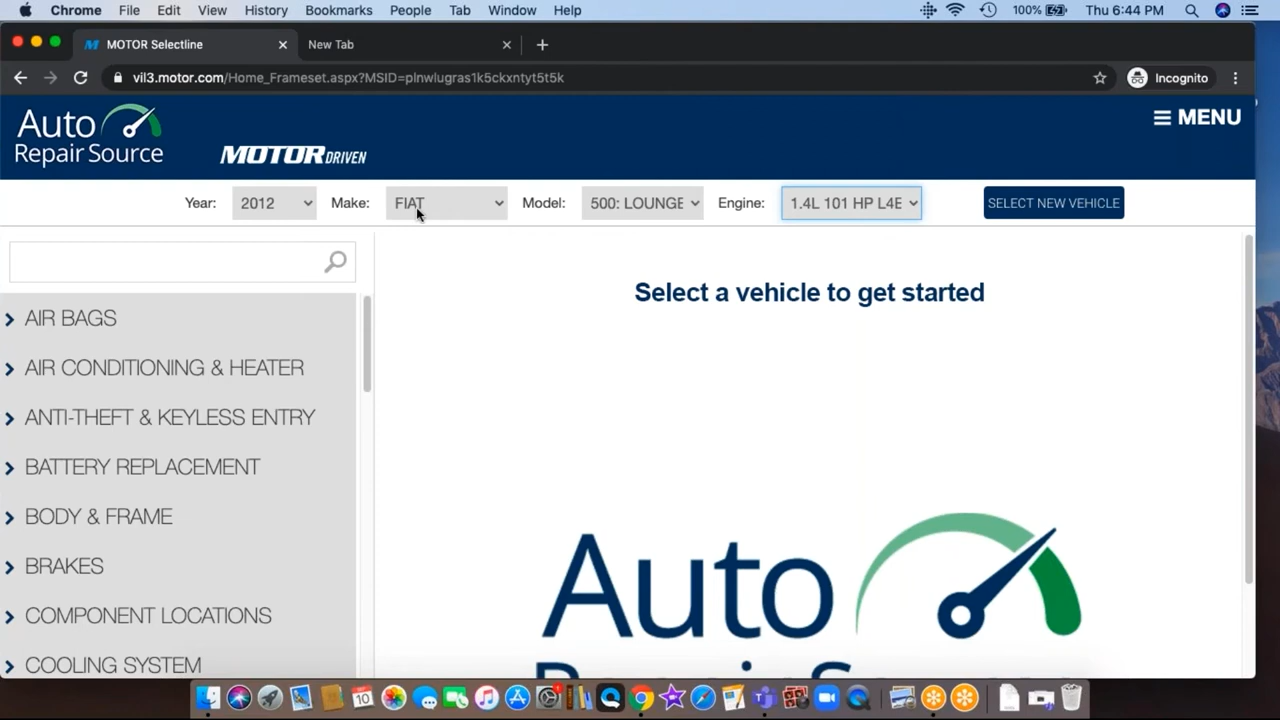 Chrome File Edit View History Bookmarks People Tab Window Help 100% Thu 6:44 PM
MOTOR Selectline New Tab
vil3.motor.com/Home_Frameset.aspx?MSID=plnwlugras1k5ckxntyt5t5k Incognito
Auto
Repair Source
MOTOR DRIVEN
MENU
Year: 2012 Make: FIAT Model: 500: LOUNGE Engine: 1.4L 101 HP L4E SELECT NEW VEHICLE
Select a vehicle to get started
AIR BAGS
AIR CONDITIONING & HEATER
ANTI-THEFT & KEYLESS ENTRY
BATTERY REPLACEMENT
BODY & FRAME
BRAKES
COMPONENT LOCATIONS
COOLING SYSTEM
Auto
Repair Source